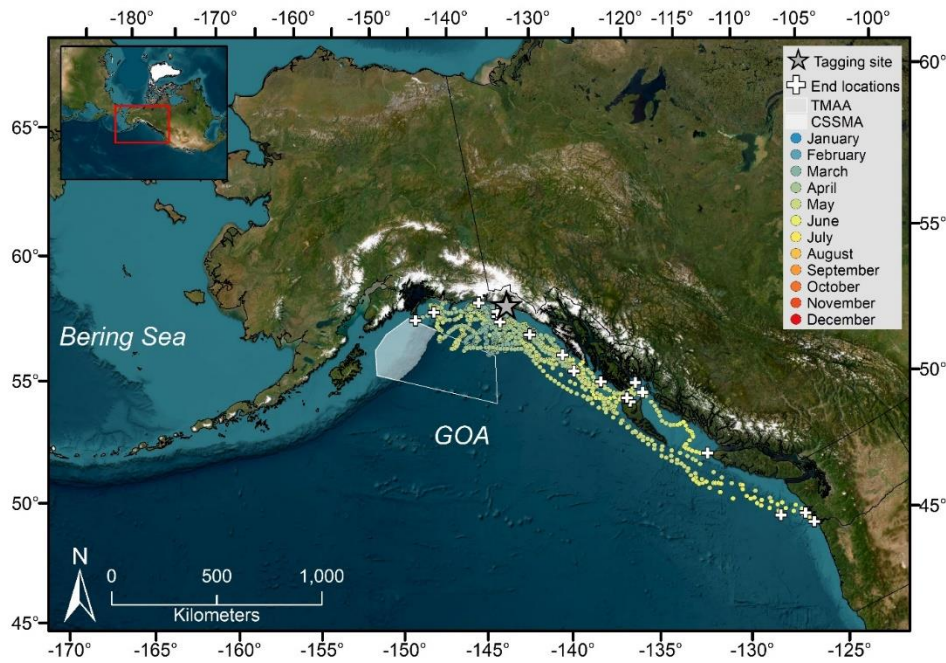 -180° -170° -160° -150° -140° -130° -120° -110° -105° -100°
60°
65°
55°
60°
50°
55°
45°
50°
45°
-170° -165° -160° -155° -150° -145° -140° -135° -130° -125°
Tagging site
End locations
TMAA
CSSMA
January
February
March
April
May
June
July
August
September
October
November
December
Bering Sea
GOA
N
0 500 1,000
Kilometers